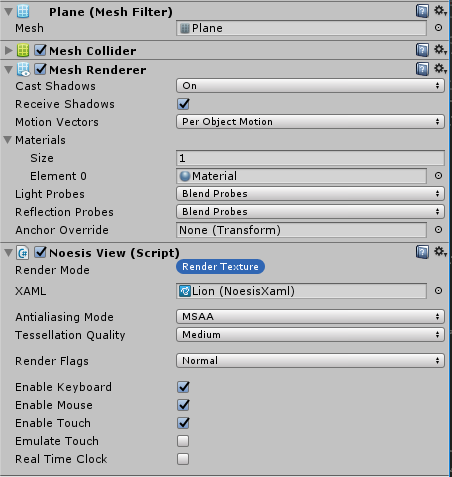 Plane (Mesh Filter)
Mesh Plane
Mesh Collider
Mesh Renderer
Cast Shadows On
Receive Shadows
Motion Vectors Per Object Motion
Materials
Size 1
Element 0 Material
Light Probes Blend Probes
Reflection Probes Blend Probes
Anchor Override None (Transform)
Noesis View (Script)
Render Mode Render Texture
XAML Lion (NoesisXaml)
Antialiasing Mode MSAA
Tessellation Quality Medium
Render Flags Normal
Enable Keyboard
Enable Mouse
Enable Touch
Emulate Touch
Real Time Clock